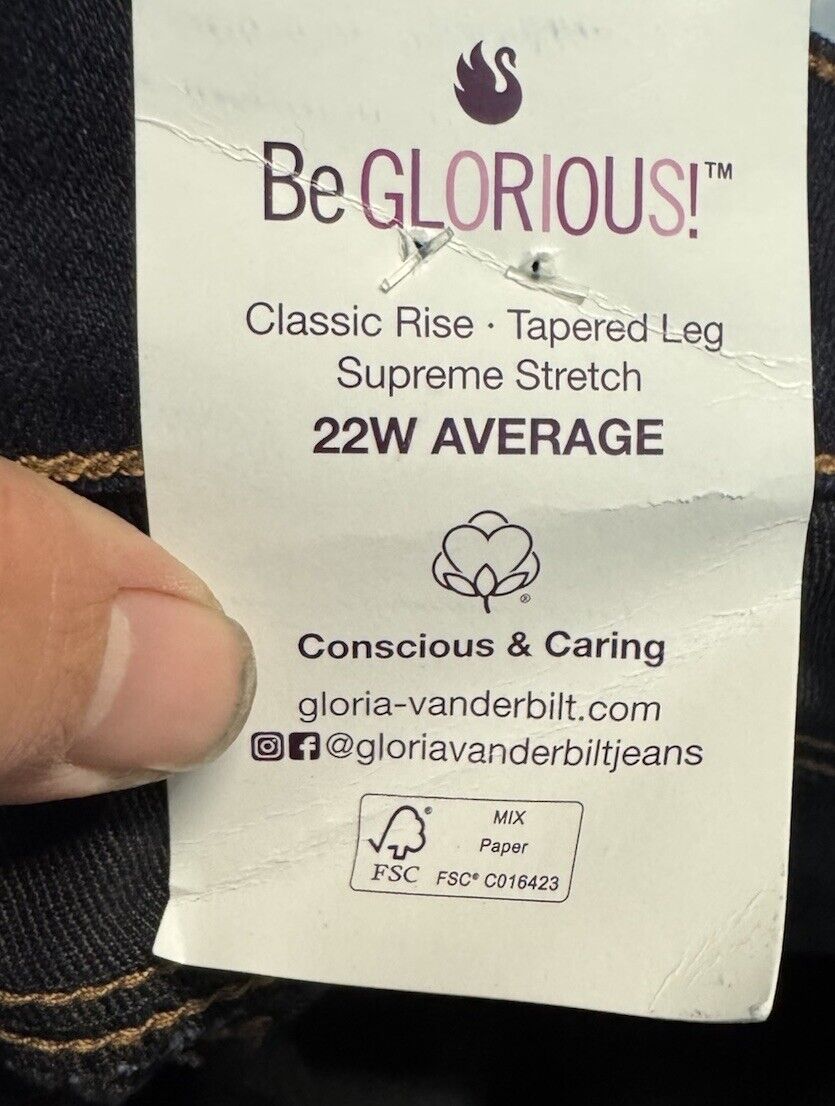 Be GLORIOUS!™
Classic Rise · Tapered Leg
Supreme Stretch
22W AVERAGE
®
Conscious & Caring
gloria-vanderbilt.com
@gloriavanderbiltjeans
®
FSC
MIX
Paper
FSC® C016423